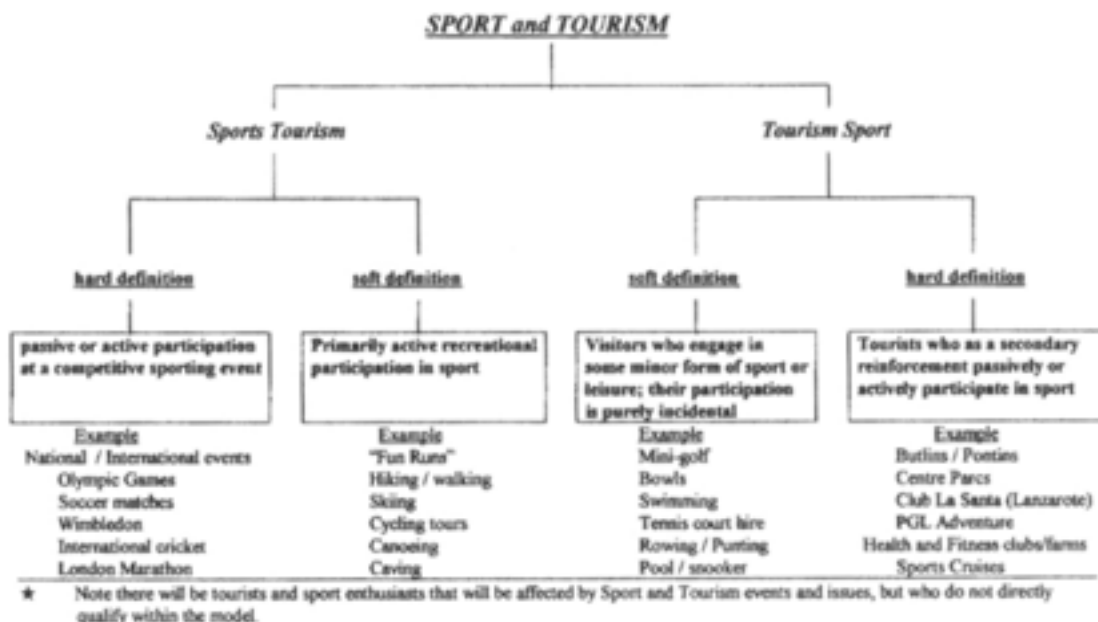 SPORT and TOURISM
Sports Tourism
Tourism Sport
hard definition
soft definition
soft definition
hard definition
passive or active participation
at a competitive sporting event
Primarily active recreational
participation in sport
Visitors who engage in
some minor form of sport or
leisure; their participation
is purely incidental
Tourists who as a secondary
reinforcement passively or
actively participate in sport
Example
National / International events
Olympic Games
Soccer matches
Wimbledon
International cricket
London Marathon
Example
"Fun Runs"
Hiking / walking
Skiing
Cycling tours
Canoeing
Caving
Example
Mini-golf
Bowls
Swimming
Tennis court hire
Rowing / Punting
Pool / snooker
Example
Butlins / Pontins
Centre Parcs
Club La Santa (Lanzarote)
PGL Adventure
Health and Fitness clubs/farms
Sports Cruises
★ Note there will be tourists and sport enthusiasts that will be affected by Sport and Tourism events and issues, but who do not directly
qualify within the model.